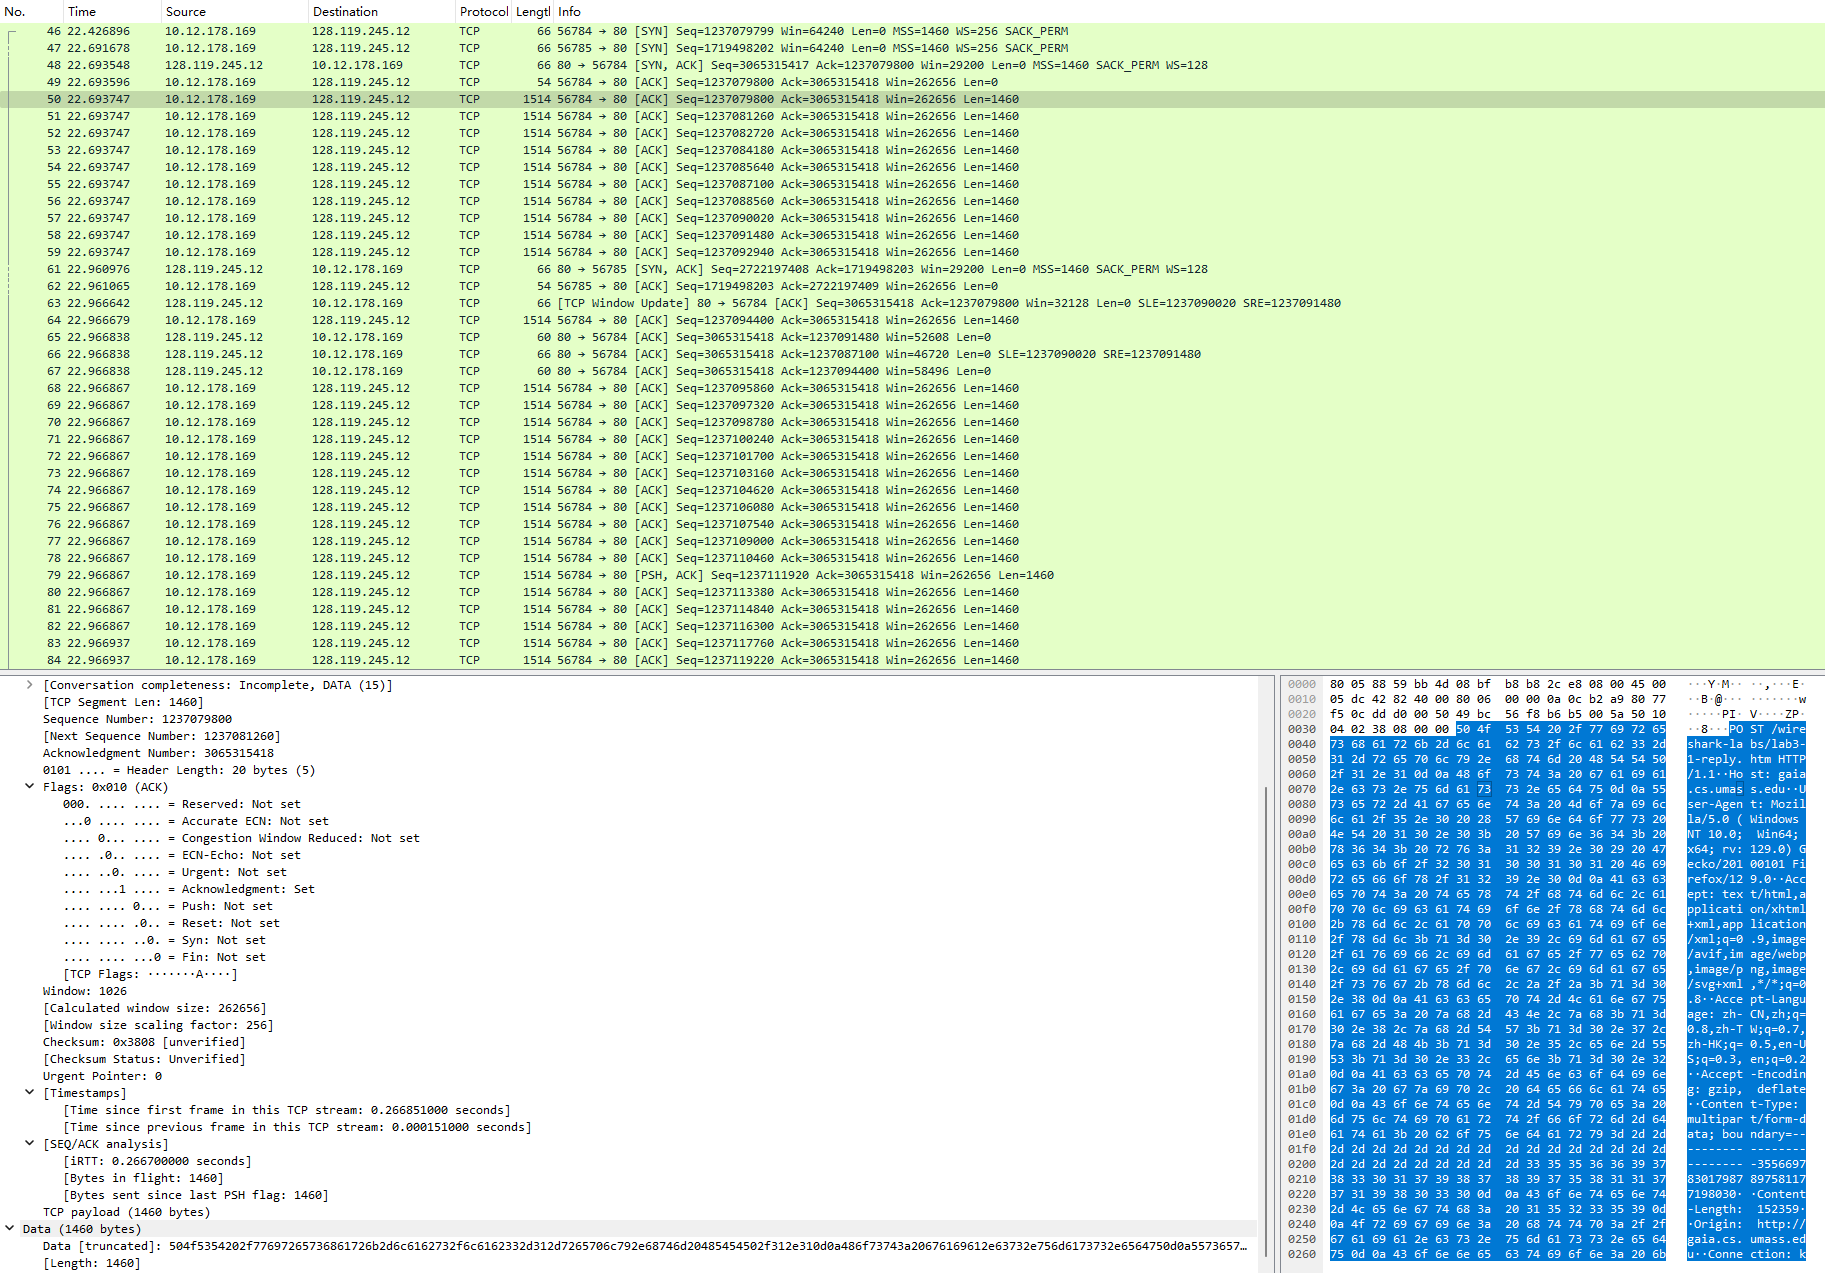 No. Time Source Destination Protocol Lengtl Info
46 22.426896 10.12.178.169 128.119.245.12 TCP 66 56784 → 80 [SYN] Seq=1237079799 Win=64240 Len=0 MSS=1460 WS=256 SACK_PERM
47 22.691678 10.12.178.169 128.119.245.12 TCP 66 56785 → 80 [SYN] Seq=1719498202 Win=64240 Len=0 MSS=1460 WS=256 SACK_PERM
48 22.693548 128.119.245.12 10.12.178.169 TCP 66 80 → 56784 [SYN, ACK] Seq=3065315417 Ack=1237079800 Win=29200 Len=0 MSS=1460 SACK_PERM WS=128
49 22.693596 10.12.178.169 128.119.245.12 TCP 54 56784 → 80 [ACK] Seq=1237079800 Ack=3065315418 Win=262656 Len=0
50 22.693747 10.12.178.169 128.119.245.12 TCP 1514 56784 → 80 [ACK] Seq=1237079800 Ack=3065315418 Win=262656 Len=1460
51 22.693747 10.12.178.169 128.119.245.12 TCP 1514 56784 → 80 [ACK] Seq=1237081260 Ack=3065315418 Win=262656 Len=1460
52 22.693747 10.12.178.169 128.119.245.12 TCP 1514 56784 → 80 [ACK] Seq=1237082720 Ack=3065315418 Win=262656 Len=1460
53 22.693747 10.12.178.169 128.119.245.12 TCP 1514 56784 → 80 [ACK] Seq=1237084180 Ack=3065315418 Win=262656 Len=1460
54 22.693747 10.12.178.169 128.119.245.12 TCP 1514 56784 → 80 [ACK] Seq=1237085640 Ack=3065315418 Win=262656 Len=1460
55 22.693747 10.12.178.169 128.119.245.12 TCP 1514 56784 → 80 [ACK] Seq=1237087100 Ack=3065315418 Win=262656 Len=1460
56 22.693747 10.12.178.169 128.119.245.12 TCP 1514 56784 → 80 [ACK] Seq=1237088560 Ack=3065315418 Win=262656 Len=1460
57 22.693747 10.12.178.169 128.119.245.12 TCP 1514 56784 → 80 [ACK] Seq=1237090020 Ack=3065315418 Win=262656 Len=1460
58 22.693747 10.12.178.169 128.119.245.12 TCP 1514 56784 → 80 [ACK] Seq=1237091480 Ack=3065315418 Win=262656 Len=1460
59 22.693747 10.12.178.169 128.119.245.12 TCP 1514 56784 → 80 [ACK] Seq=1237092940 Ack=3065315418 Win=262656 Len=1460
61 22.960976 128.119.245.12 10.12.178.169 TCP 66 80 → 56785 [SYN, ACK] Seq=2722197408 Ack=1719498203 Win=29200 Len=0 MSS=1460 SACK_PERM WS=128
62 22.961065 10.12.178.169 128.119.245.12 TCP 54 56785 → 80 [ACK] Seq=1719498203 Ack=2722197409 Win=262656 Len=0
63 22.966642 128.119.245.12 10.12.178.169 TCP 66 [TCP Window Update] 80 → 56784 [ACK] Seq=3065315418 Ack=1237079800 Win=32128 Len=0 SLE=1237090020 SRE=1237091480
64 22.966679 10.12.178.169 128.119.245.12 TCP 1514 56784 → 80 [ACK] Seq=1237094400 Ack=3065315418 Win=262656 Len=1460
65 22.966838 128.119.245.12 10.12.178.169 TCP 60 80 → 56784 [ACK] Seq=3065315418 Ack=1237091480 Win=52608 Len=0
66 22.966838 128.119.245.12 10.12.178.169 TCP 66 80 → 56784 [ACK] Seq=3065315418 Ack=1237087100 Win=46720 Len=0 SLE=1237090020 SRE=1237091480
67 22.966838 128.119.245.12 10.12.178.169 TCP 60 80 → 56784 [ACK] Seq=3065315418 Ack=1237094400 Win=58496 Len=0
68 22.966867 10.12.178.169 128.119.245.12 TCP 1514 56784 → 80 [ACK] Seq=1237095860 Ack=3065315418 Win=262656 Len=1460
69 22.966867 10.12.178.169 128.119.245.12 TCP 1514 56784 → 80 [ACK] Seq=1237097320 Ack=3065315418 Win=262656 Len=1460
70 22.966867 10.12.178.169 128.119.245.12 TCP 1514 56784 → 80 [ACK] Seq=1237098780 Ack=3065315418 Win=262656 Len=1460
71 22.966867 10.12.178.169 128.119.245.12 TCP 1514 56784 → 80 [ACK] Seq=1237100240 Ack=3065315418 Win=262656 Len=1460
72 22.966867 10.12.178.169 128.119.245.12 TCP 1514 56784 → 80 [ACK] Seq=1237101700 Ack=3065315418 Win=262656 Len=1460
73 22.966867 10.12.178.169 128.119.245.12 TCP 1514 56784 → 80 [ACK] Seq=1237103160 Ack=3065315418 Win=262656 Len=1460
74 22.966867 10.12.178.169 128.119.245.12 TCP 1514 56784 → 80 [ACK] Seq=1237104620 Ack=3065315418 Win=262656 Len=1460
75 22.966867 10.12.178.169 128.119.245.12 TCP 1514 56784 → 80 [ACK] Seq=1237106080 Ack=3065315418 Win=262656 Len=1460
76 22.966867 10.12.178.169 128.119.245.12 TCP 1514 56784 → 80 [ACK] Seq=1237107540 Ack=3065315418 Win=262656 Len=1460
77 22.966867 10.12.178.169 128.119.245.12 TCP 1514 56784 → 80 [ACK] Seq=1237109000 Ack=3065315418 Win=262656 Len=1460
78 22.966867 10.12.178.169 128.119.245.12 TCP 1514 56784 → 80 [ACK] Seq=1237110460 Ack=3065315418 Win=262656 Len=1460
79 22.966867 10.12.178.169 128.119.245.12 TCP 1514 56784 → 80 [PSH, ACK] Seq=1237111920 Ack=3065315418 Win=262656 Len=1460
80 22.966867 10.12.178.169 128.119.245.12 TCP 1514 56784 → 80 [ACK] Seq=1237113380 Ack=3065315418 Win=262656 Len=1460
81 22.966867 10.12.178.169 128.119.245.12 TCP 1514 56784 → 80 [ACK] Seq=1237114840 Ack=3065315418 Win=262656 Len=1460
82 22.966867 10.12.178.169 128.119.245.12 TCP 1514 56784 → 80 [ACK] Seq=1237116300 Ack=3065315418 Win=262656 Len=1460
83 22.966937 10.12.178.169 128.119.245.12 TCP 1514 56784 → 80 [ACK] Seq=1237117760 Ack=3065315418 Win=262656 Len=1460
84 22.966937 10.12.178.169 128.119.245.12 TCP 1514 56784 → 80 [ACK] Seq=1237119220 Ack=3065315418 Win=262656 Len=1460
[Conversation completeness: Incomplete, DATA (15)]
[TCP Segment Len: 1460]
Sequence Number: 1237079800
[Next Sequence Number: 1237081260]
Acknowledgment Number: 3065315418
0101 .... = Header Length: 20 bytes (5)
Flags: 0x010 (ACK)
000. .... .... = Reserved: Not set
...0 .... .... = Accurate ECN: Not set
.... 0... .... = Congestion Window Reduced: Not set
.... .0.. .... = ECN-Echo: Not set
.... ..0. .... = Urgent: Not set
.... ...1 .... = Acknowledgment: Set
.... .... 0... = Push: Not set
.... .... .0.. = Reset: Not set
.... .... ..0. = Syn: Not set
.... .... ...0 = Fin: Not set
[TCP Flags: ·······A····]
Window: 1026
[Calculated window size: 262656]
[Window size scaling factor: 256]
Checksum: 0x3808 [unverified]
[Checksum Status: Unverified]
Urgent Pointer: 0
[Timestamps]
[Time since first frame in this TCP stream: 0.266851000 seconds]
[Time since previous frame in this TCP stream: 0.000151000 seconds]
[SEQ/ACK analysis]
[iRTT: 0.266700000 seconds]
[Bytes in flight: 1460]
[Bytes sent since last PSH flag: 1460]
TCP payload (1460 bytes)
Data (1460 bytes)
Data [truncated]: 504f5354202f77697265736861726b2d6c6162732f6c6162332d312d7265706c792e68746d20485454502f312e310d0a486f73743a20676169612e63732e756d6173732e6564750d0a5573657…
[Length: 1460]
0000 80 05 88 59 bb 4d 08 bf b8 b8 2c e8 08 00 45 00 ···Y·M·· ··,···E·
0010 05 dc 42 82 40 00 80 06 00 00 0a 0c b2 a9 80 77 ··B·@··· ·······w
0020 f5 0c dd d0 00 50 49 bc 56 f8 b6 b5 00 5a 50 10 ·····PI· V····ZP·
0030 04 02 38 08 00 00 50 4f 53 54 20 2f 77 69 72 65 ··8···PO ST /wire
0040 73 68 61 72 6b 2d 6c 61 62 73 2f 6c 61 62 33 2d shark-la bs/lab3-
0050 31 2d 72 65 70 6c 79 2e 68 74 6d 20 48 54 54 50 1-reply. htm HTTP
0060 2f 31 2e 31 0d 0a 48 6f 73 74 3a 20 67 61 69 61 /1.1··Ho st: gaia
0070 2e 63 73 2e 75 6d 61 73 73 2e 65 64 75 0d 0a 55 .cs.umas s.edu··U
0080 73 65 72 2d 41 67 65 6e 74 3a 20 4d 6f 7a 69 6c ser-Agen t: Mozil
0090 6c 61 2f 35 2e 30 20 28 57 69 6e 64 6f 77 73 20 la/5.0 ( Windows
00a0 4e 54 20 31 30 2e 30 3b 20 57 69 6e 36 34 3b 20 NT 10.0; Win64;
00b0 78 36 34 3b 20 72 76 3a 31 32 39 2e 30 29 20 47 x64; rv: 129.0) G
00c0 65 63 6b 6f 2f 32 30 31 30 30 31 30 31 20 46 69 ecko/201 00101 Fi
00d0 72 65 66 6f 78 2f 31 32 39 2e 30 0d 0a 41 63 63 refox/12 9.0··Acc
00e0 65 70 74 3a 20 74 65 78 74 2f 68 74 6d 6c 2c 61 ept: tex t/html,a
00f0 70 70 6c 69 63 61 74 69 6f 6e 2f 78 68 74 6d 6c pplicati on/xhtml
0100 2b 78 6d 6c 2c 61 70 70 6c 69 63 61 74 69 6f 6e +xml,app lication
0110 2f 78 6d 6c 3b 71 3d 30 2e 39 2c 69 6d 61 67 65 /xml;q=0 .9,image
0120 2f 61 76 69 66 2c 69 6d 61 67 65 2f 77 65 62 70 /avif,im age/webp
0130 2c 69 6d 61 67 65 2f 70 6e 67 2c 69 6d 61 67 65 ,image/p ng,image
0140 2f 73 76 67 2b 78 6d 6c 2c 2a 2f 2a 3b 71 3d 30 /svg+xml ,*/*;q=0
0150 2e 38 0d 0a 41 63 63 65 70 74 2d 4c 61 6e 67 75 .8··Acce pt-Langu
0160 61 67 65 3a 20 7a 68 2d 43 4e 2c 7a 68 3b 71 3d age: zh- CN,zh;q=
0170 30 2e 38 2c 7a 68 2d 54 57 3b 71 3d 30 2e 37 2c 0.8,zh-T W;q=0.7,
0180 7a 68 2d 48 4b 3b 71 3d 30 2e 35 2c 65 6e 2d 55 zh-HK;q= 0.5,en-U
0190 53 3b 71 3d 30 2e 33 2c 65 6e 3b 71 3d 30 2e 32 S;q=0.3, en;q=0.2
01a0 0d 0a 41 63 63 65 70 74 2d 45 6e 63 6f 64 69 6e ··Accept -Encodin
01b0 67 3a 20 67 7a 69 70 2c 20 64 65 66 6c 61 74 65 g: gzip, deflate
01c0 0d 0a 43 6f 6e 74 65 6e 74 2d 54 79 70 65 3a 20 ··Conten t-Type:
01d0 6d 75 6c 74 69 70 61 72 74 2f 66 6f 72 6d 2d 64 multipar t/form-d
01e0 61 74 61 3b 20 62 6f 75 6e 64 61 72 79 3d 2d 2d ata; bou ndary=--
01f0 2d 2d 2d 2d 2d 2d 2d 2d 2d 2d 2d 2d 2d 2d 2d 2d -------- --------
0200 2d 2d 2d 2d 2d 2d 2d 2d 2d 33 35 35 36 36 39 37 -------- -3556697
0210 38 33 30 31 37 39 38 37 38 39 37 35 38 31 31 37 83017987 89758117
0220 37 31 39 38 30 33 30 0d 0a 43 6f 6e 74 65 6e 74 7198030· ·Content
0230 2d 4c 65 6e 67 74 68 3a 20 31 35 32 33 35 39 0d -Length: 152359·
0240 0a 4f 72 69 67 69 6e 3a 20 68 74 74 70 3a 2f 2f ·Origin: http://
0250 67 61 69 61 2e 63 73 2e 75 6d 61 73 73 2e 65 64 gaia.cs. umass.ed
0260 75 0d 0a 43 6f 6e 6e 65 63 74 69 6f 6e 3a 20 6b u··Conne ction: k